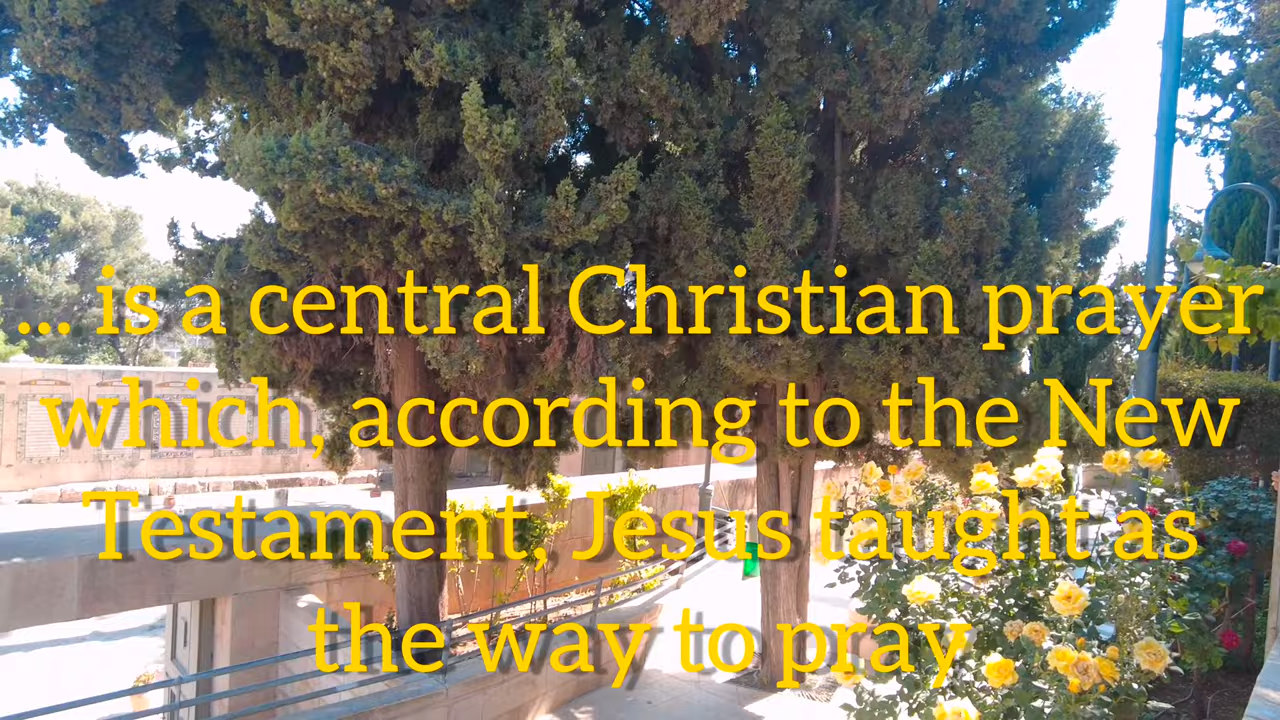 ... is a central Christian prayer
which, according to the New
Testament, Jesus taught as
the way to pray